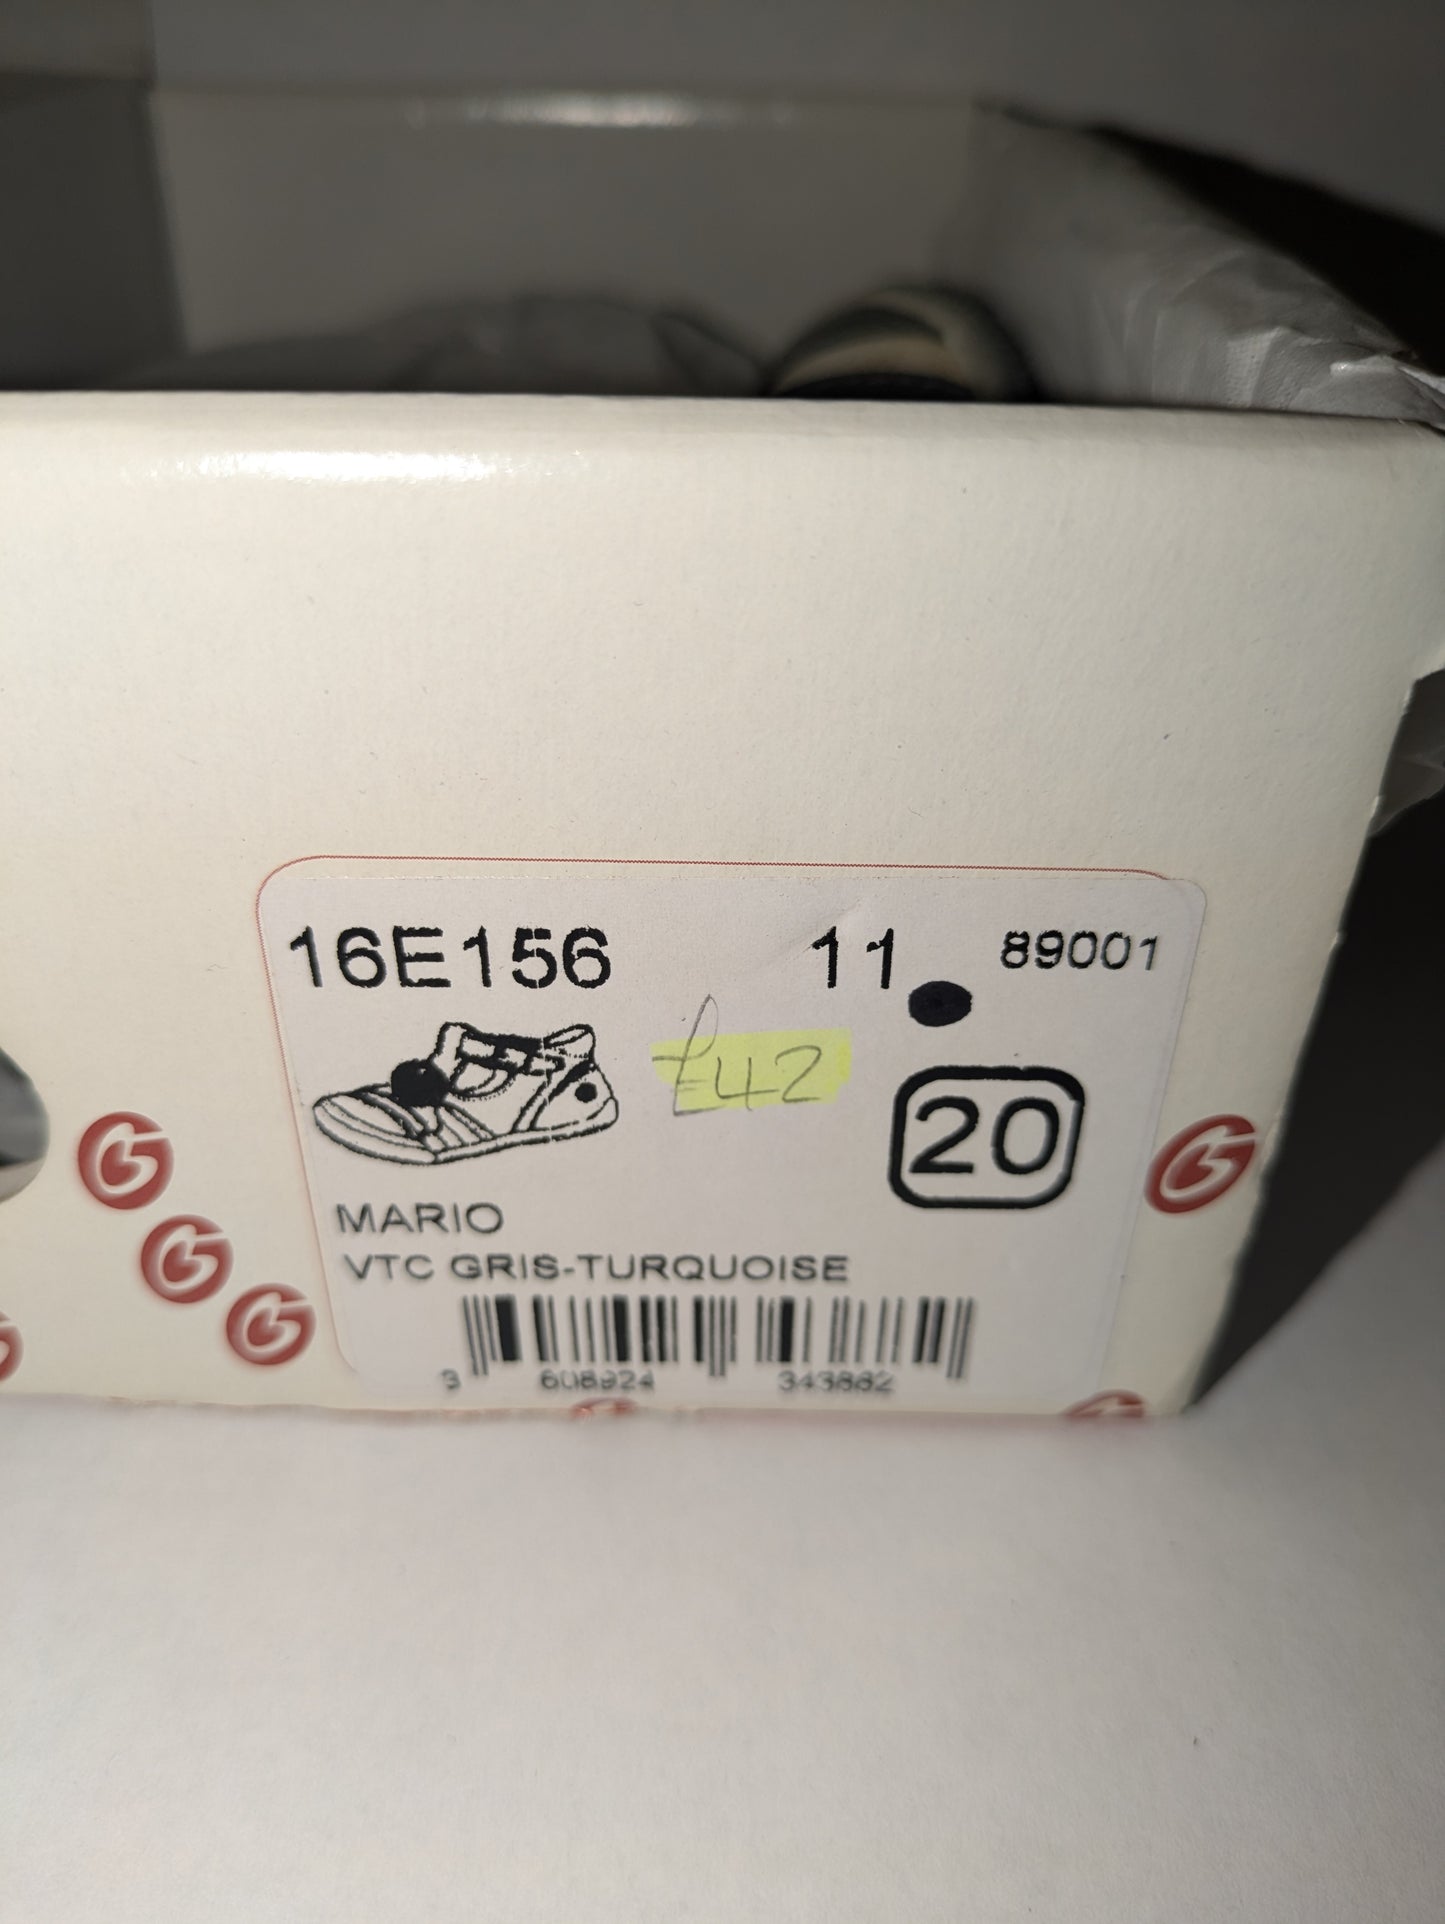 16E156 11 89001
£42
20
MARIO
VTC GRIS-TURQUOISE
3 608924 343882